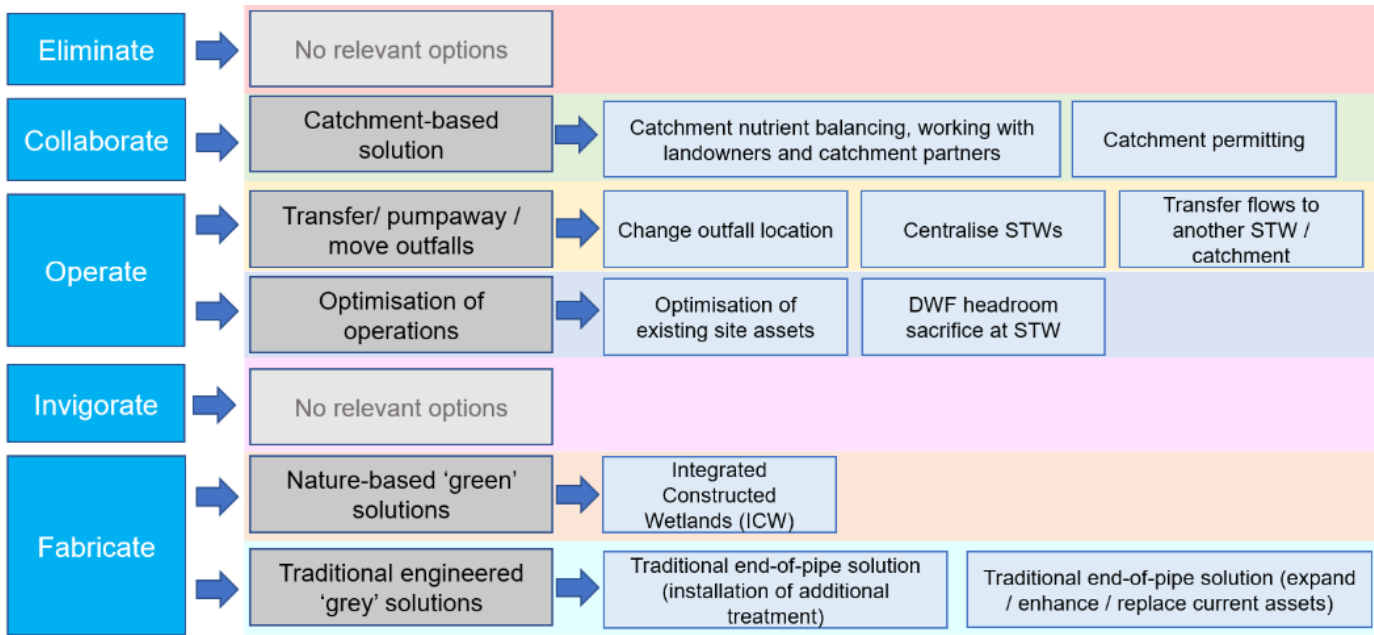 Eliminate
No relevant options
Collaborate
Catchment-based
solution
Catchment nutrient balancing, working with
landowners and catchment partners
Catchment permitting
Operate
Transfer/ pumpaway /
move outfalls
Change outfall location
Centralise STWs
Transfer flows to
another STW /
catchment
Optimisation of
operations
Optimisation of
existing site assets
DWF headroom
sacrifice at STW
Invigorate
No relevant options
Fabricate
Nature-based ‘green’
solutions
Integrated
Constructed
Wetlands (ICW)
Traditional engineered
‘grey’ solutions
Traditional end-of-pipe solution
(installation of additional
treatment)
Traditional end-of-pipe solution (expand
/ enhance / replace current assets)